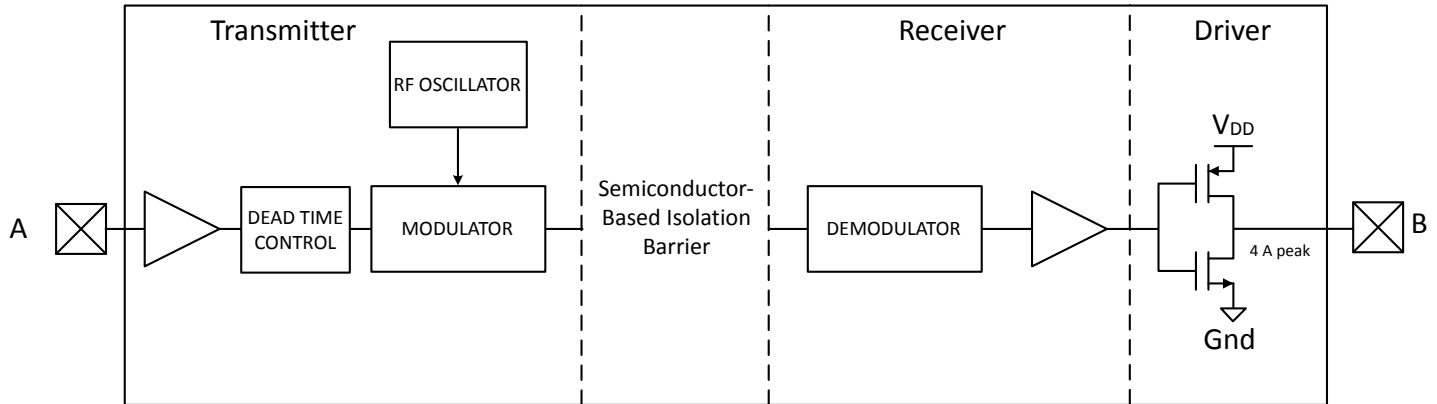 Transmitter
Receiver
Driver
RF OSCILLATOR
VDD
A
DEAD TIME
CONTROL
MODULATOR
Semiconductor-
Based Isolation
Barrier
DEMODULATOR
4 A peak
B
Gnd